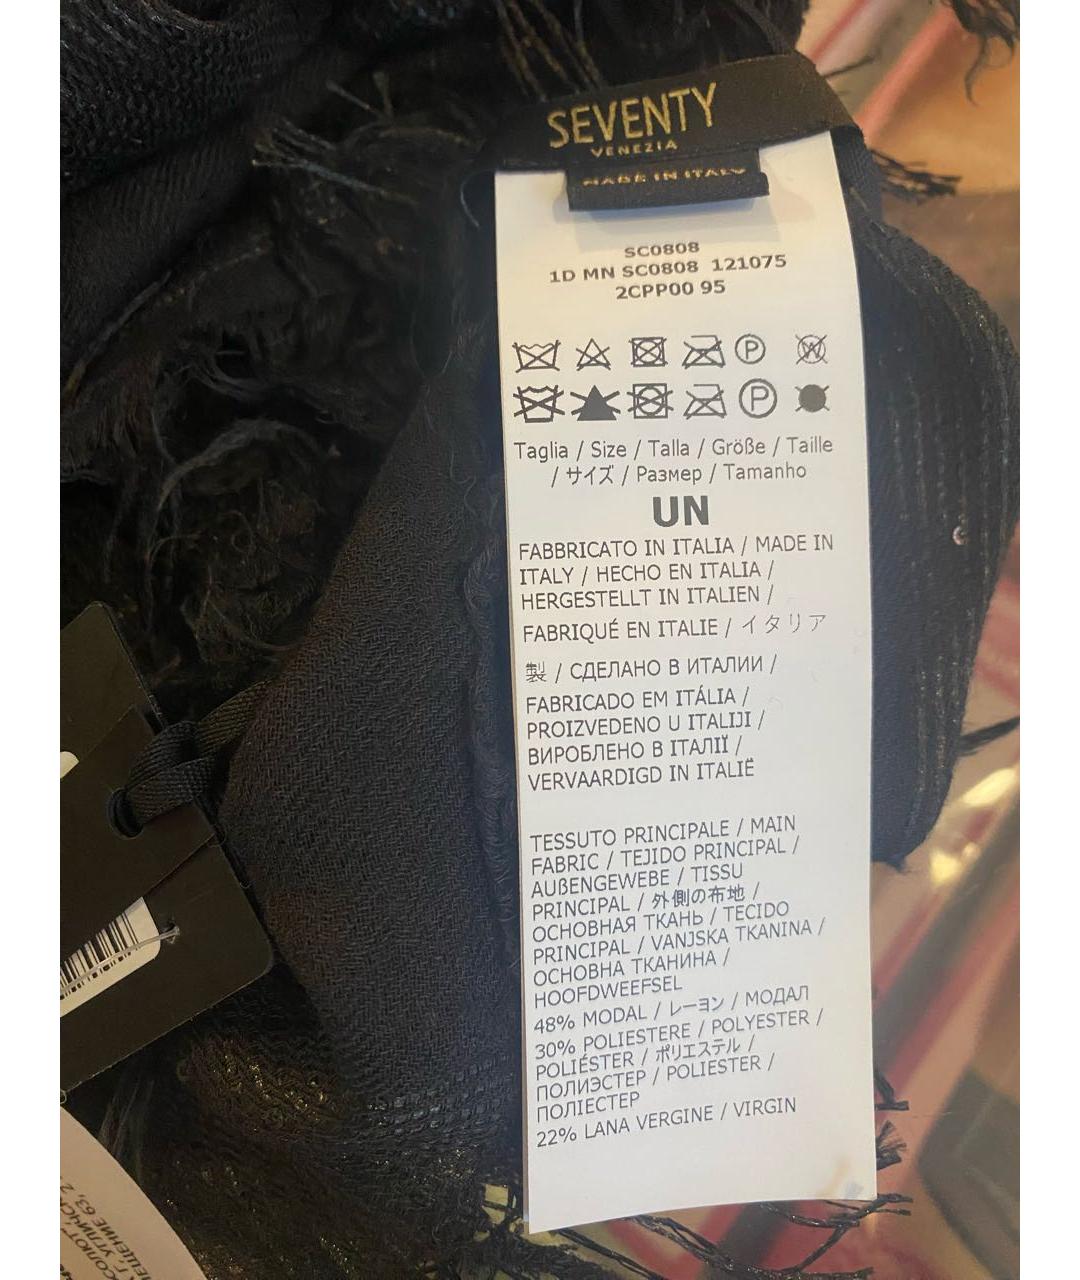 SEVENTY
VENEZIA
MADE IN ITALY
SC0808
1D MN SC0808 121075
2CPP00 95
P W
P
Taglia / Size / Talla / Größe / Taille
/ サイズ / Размер / Tamanho
UN
FABBRICATO IN ITALIA / MADE IN
ITALY / HECHO EN ITALIA /
HERGESTELLT IN ITALIEN /
FABRIQUÉ EN ITALIE / イタリア
製 / СДЕЛАНО В ИТАЛИИ /
FABRICADO EM ITÁLIA /
PROIZVEDENO U ITALIJI /
ВИРОБЛЕНО В ІТАЛІЇ /
VERVAARDIGD IN ITALIË
TESSUTO PRINCIPALE / MAIN
FABRIC / TEJIDO PRINCIPAL /
AUßENGEWEBE / TISSU
PRINCIPAL / 外側の布地 /
ОСНОВНАЯ ТКАНЬ / TECIDO
PRINCIPAL / VANJSKA TKANINA /
ОСНОВНА ТКАНИНА /
HOOFDWEEFSEL
48% MODAL / レーヨン / МОДАЛ
30% POLIESTERE / POLYESTER /
POLIÉSTER / ポリエステル /
ПОЛИЭСТЕР / POLIESTER /
ПОЛІЕСТЕР
22% LANA VERGINE / VIRGIN